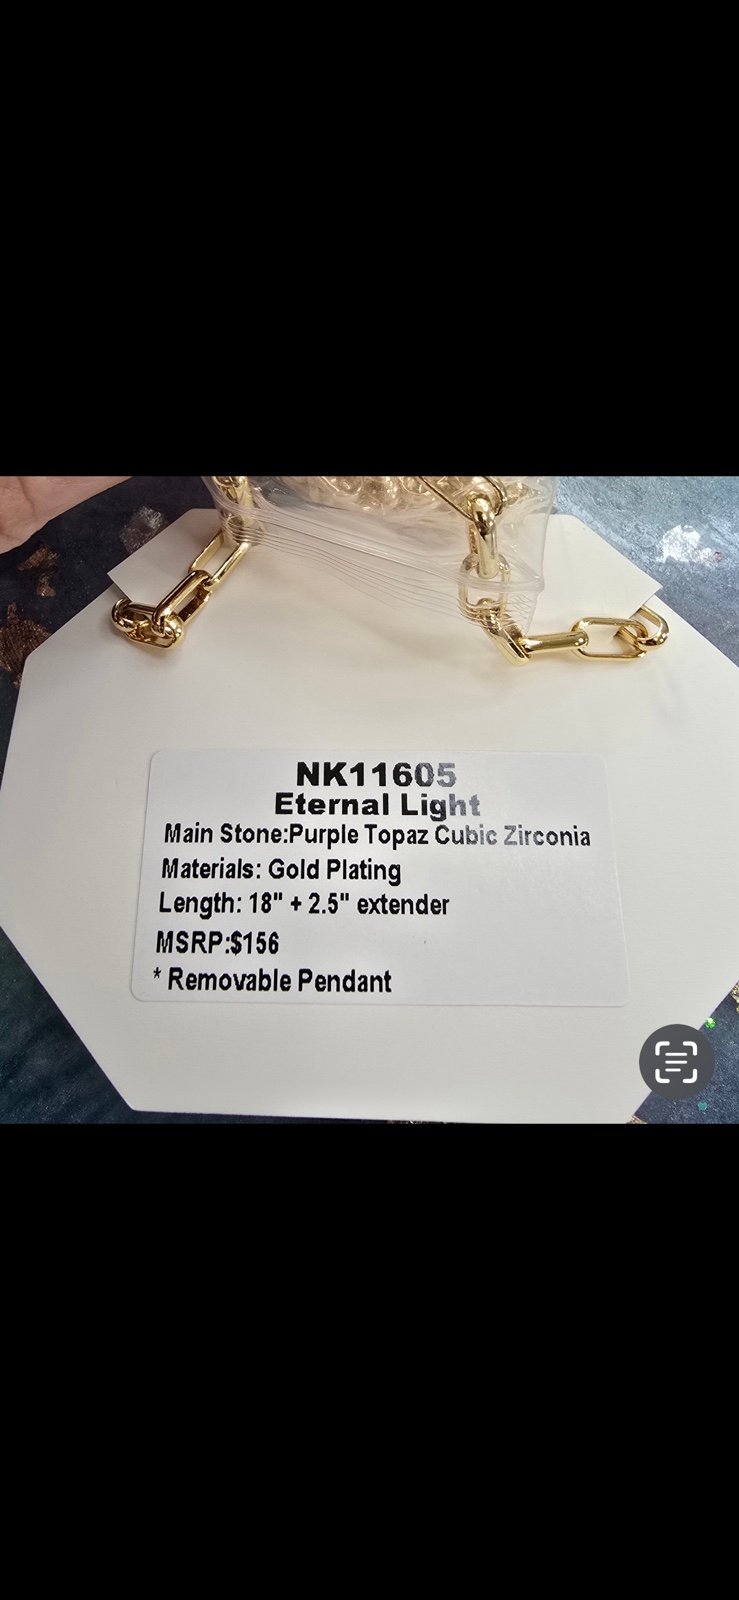 NK11605
Eternal Light
Main Stone:Purple Topaz Cubic Zirconia
Materials: Gold Plating
Length: 18" + 2.5" extender
MSRP:$156
* Removable Pendant